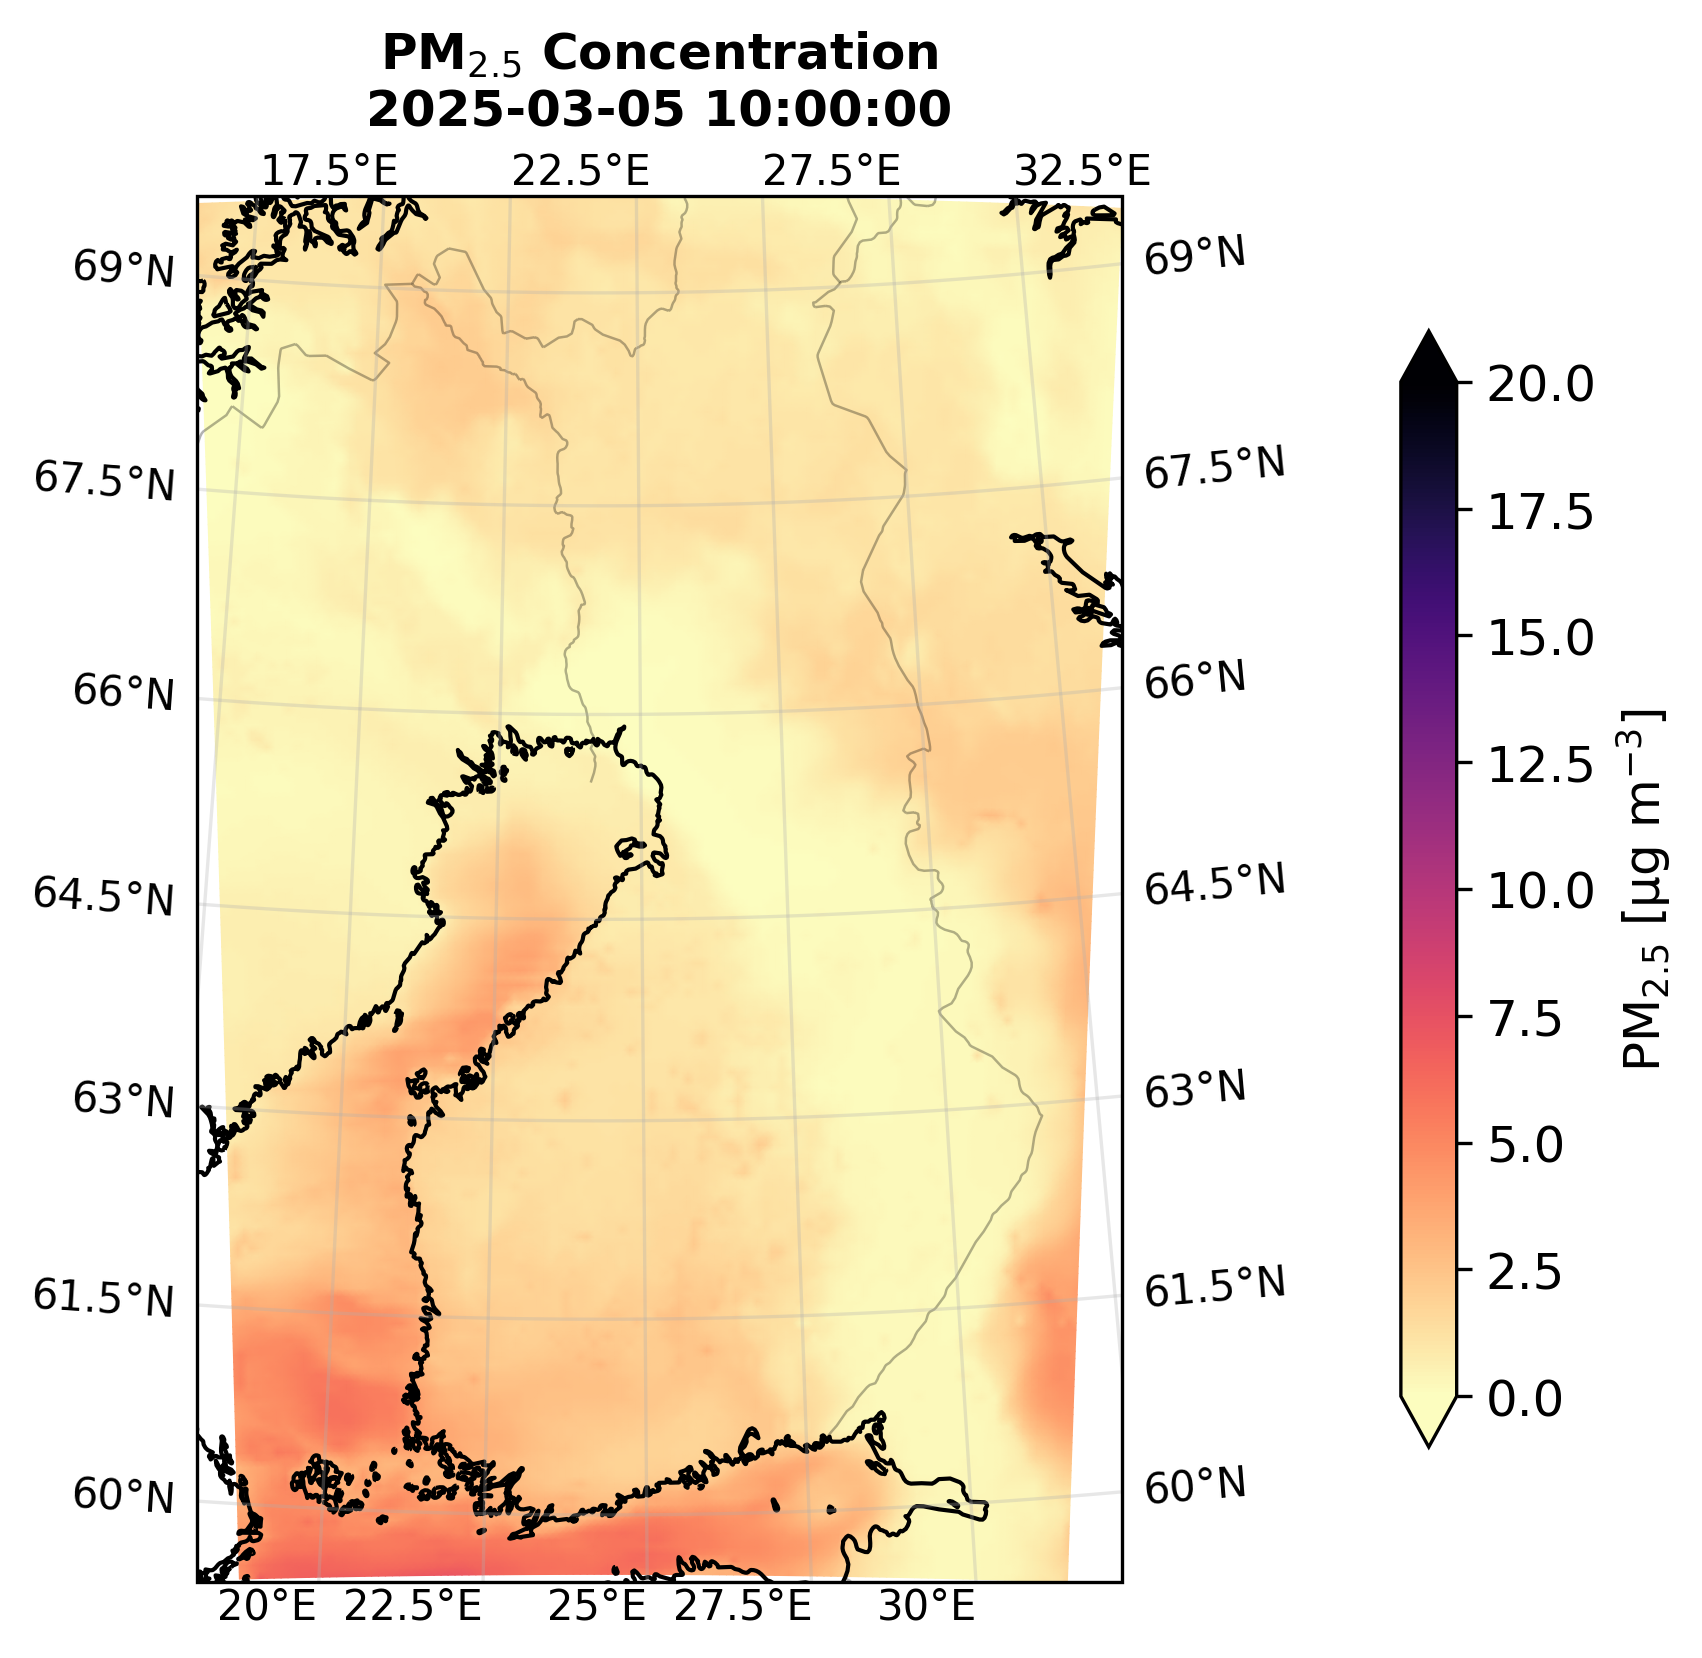 PM₂.₅ Concentration
2025-03-05 10:00:00
17.5°E 22.5°E 27.5°E 32.5°E
69°N 69°N
67.5°N 67.5°N
66°N 66°N
64.5°N 64.5°N
63°N 63°N
61.5°N 61.5°N
60°N 60°N
20°E 22.5°E 25°E 27.5°E 30°E
20.0
17.5
15.0
12.5
10.0
7.5
5.0
2.5
0.0
PM₂.₅ [µg m⁻³]